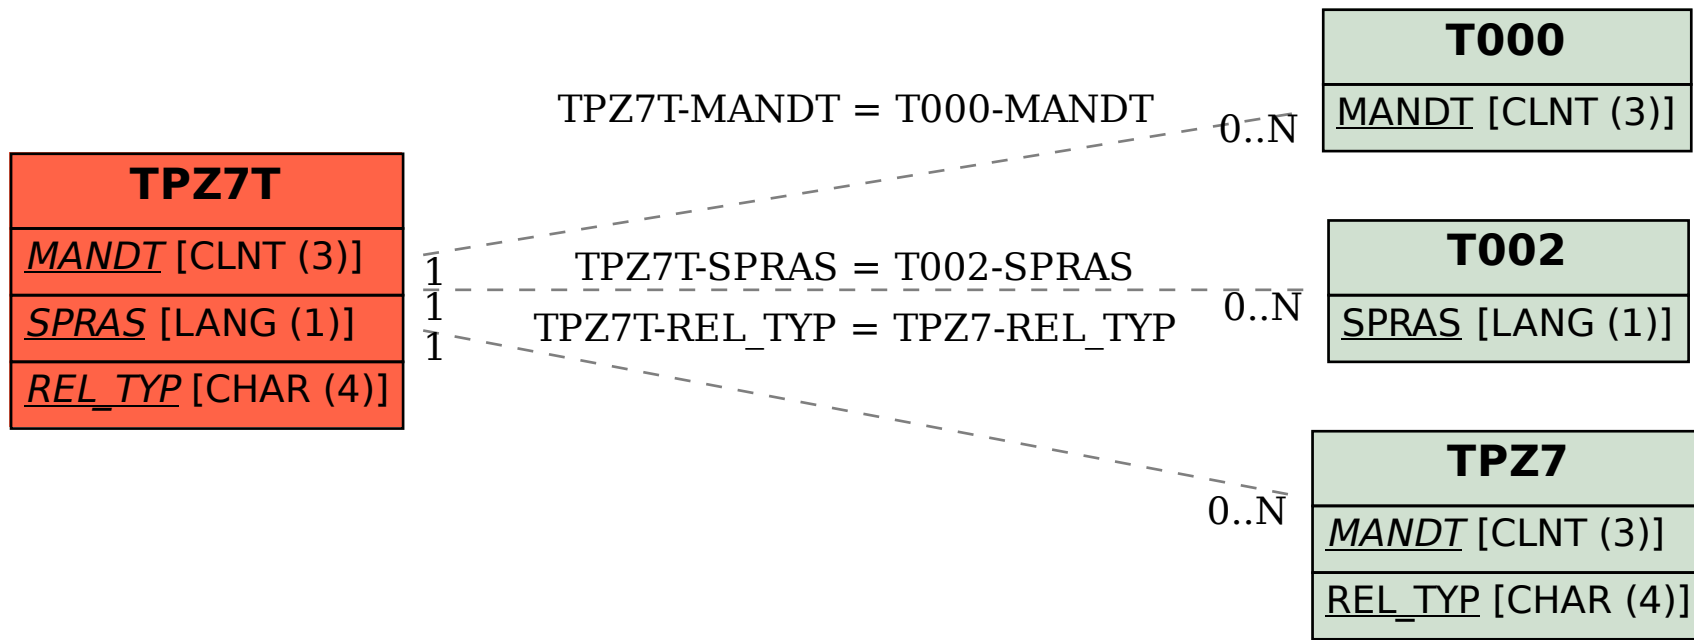 TPZ7T
MANDT [CLNT (3)]
SPRAS [LANG (1)]
REL_TYP [CHAR (4)]
TPZ7T-MANDT = T000-MANDT
0..N
1
TPZ7T-SPRAS = T002-SPRAS
0..N
1
TPZ7T-REL_TYP = TPZ7-REL_TYP
1
0..N
T000
MANDT [CLNT (3)]
T002
SPRAS [LANG (1)]
TPZ7
MANDT [CLNT (3)]
REL_TYP [CHAR (4)]